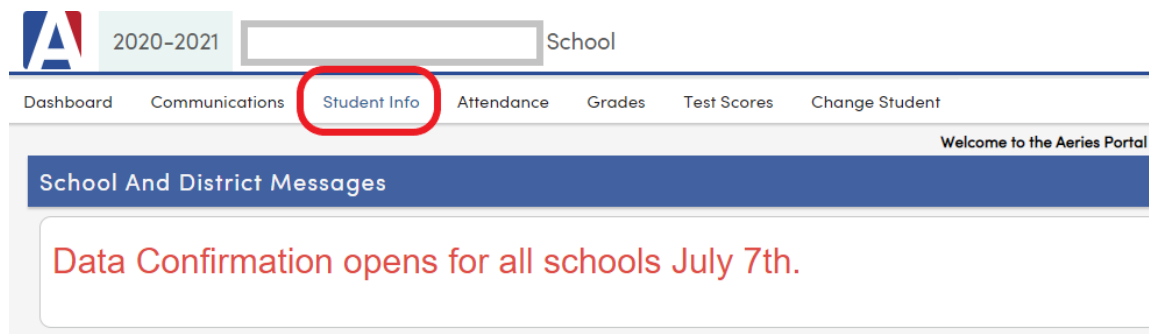 2020-2021 School
Dashboard Communications Student Info Attendance Grades Test Scores Change Student
Welcome to the Aeries Portal
School And District Messages
Data Confirmation opens for all schools July 7th.